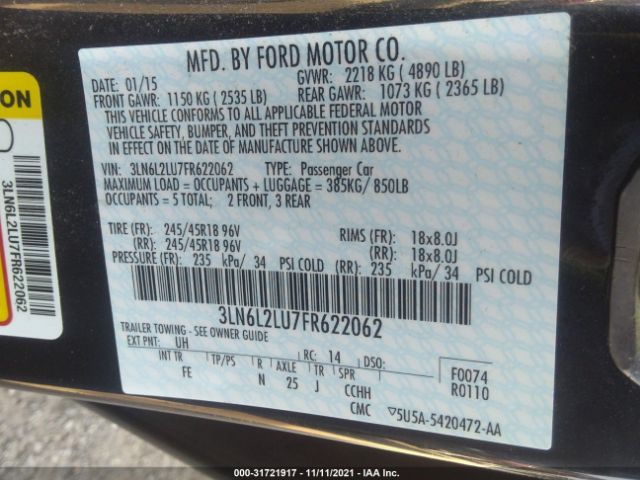 MFD. BY FORD MOTOR CO.
DATE: 01/15 GVWR: 2218 KG ( 4890 LB)
FRONT GAWR: 1150 KG ( 2535 LB) REAR GAWR: 1073 KG ( 2365 LB)
THIS VEHICLE CONFORMS TO ALL APPLICABLE FEDERAL MOTOR
VEHICLE SAFETY, BUMPER, AND THEFT PREVENTION STANDARDS
IN EFFECT ON THE DATE OF MANUFACTURE SHOWN ABOVE.
VIN: 3LN6L2LU7FR622062 TYPE: Passenger Car
MAXIMUM LOAD = OCCUPANTS + LUGGAGE = 385KG/ 850LB
OCCUPANTS = 5 TOTAL; 2 FRONT, 3 REAR
TIRE (FR): 245/45R18 96V RIMS (FR): 18x8.0J
(RR): 245/45R18 96V (RR): 18x8.0J
PRESSURE (FR): 235 kPa/ 34 PSI COLD (RR): 235 kPa/ 34 PSI COLD
3LN6L2LU7FR622062
TRAILER TOWING - SEE OWNER GUIDE
EXT PNT: UH RC: 14 DSO:
INT TR TP/PS R AXLE TR SPR F0074
FE N 25 J CCHH R0110
CMC ▽5U5A-5420472-AA
ION
3LN6L2LU7FR622062
000-31721917 - 11/11/2021 - IAA Inc.